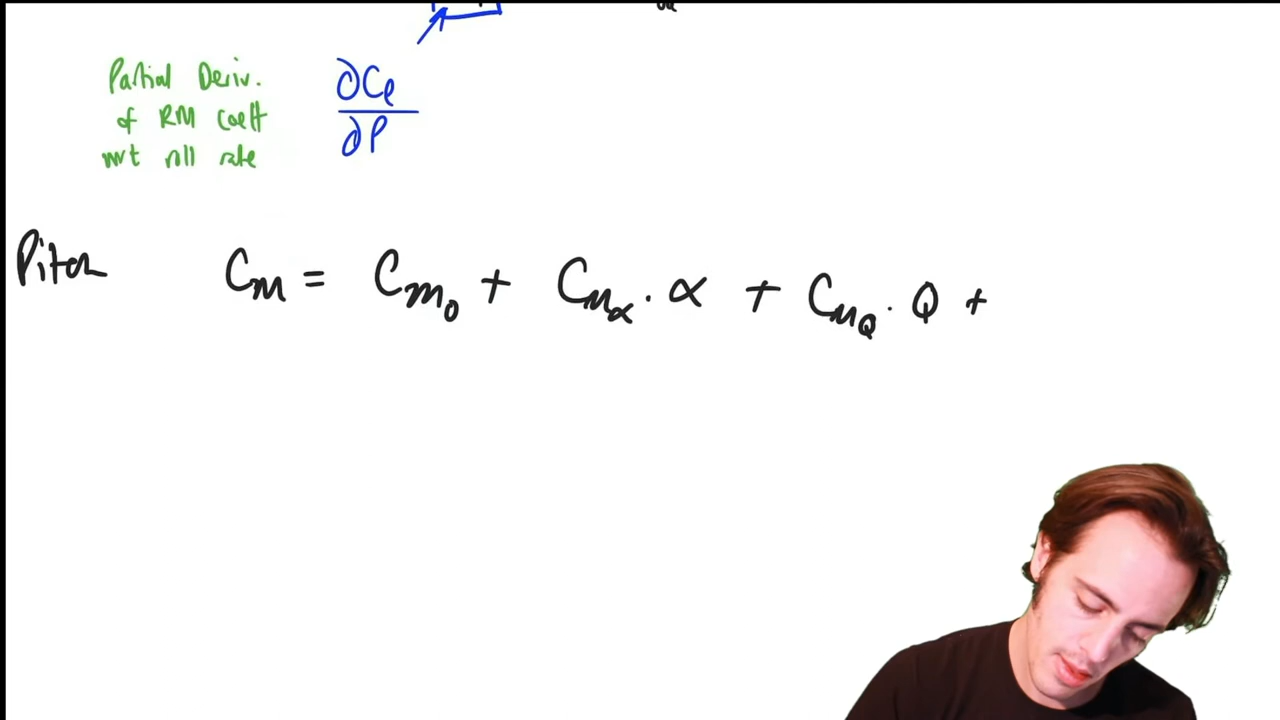 Partial Deriv.
of RM Coeff
wrt roll rate
∂Cℓ
∂P
Pitch Cm = Cm₀ + Cmα · α + CmQ · Q +